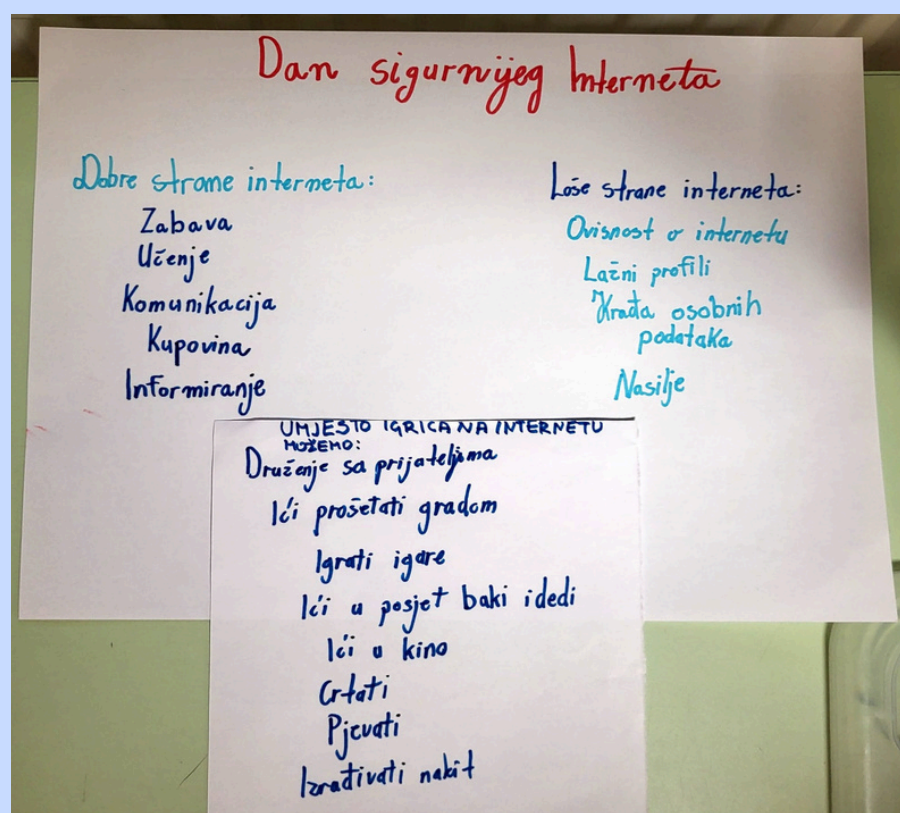 Dan sigurnijeg Interneta
Dobre strane interneta:
Zabava
Učenje
Komunikacija
Kupovina
Informiranje
Loše strane interneta:
Ovisnost o internetu
Lažni profili
Krađa osobnih
podataka
Nasilje
UMJESTO IGRICA NA INTERNETU
MOŽEMO:
Druženje sa prijateljima
Ići prošetati gradom
Igrati igare
Ići u posjet baki i dedi
Ići u kino
Crtati
Pjevati
Izrađivati nakit